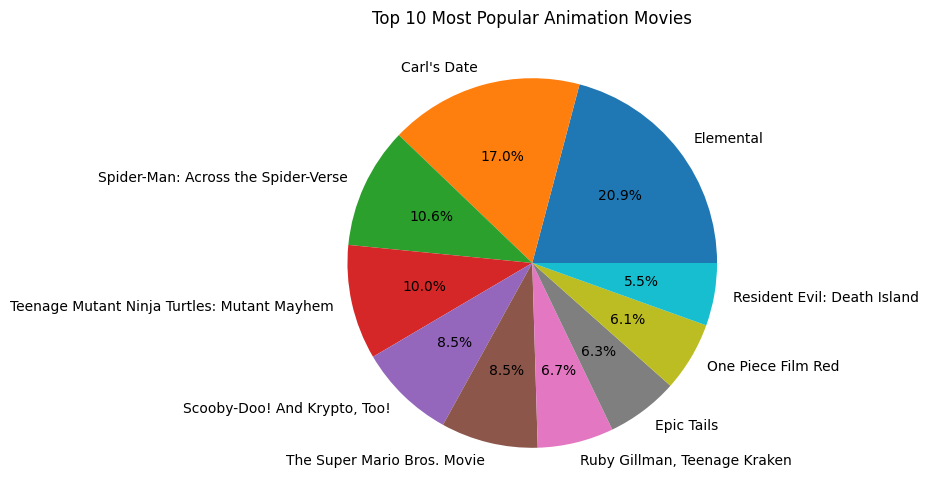 Top 10 Most Popular Animation Movies
Carl's Date
Elemental
17.0%
Spider-Man: Across the Spider-Verse
20.9%
10.6%
5.5%
10.0%
Resident Evil: Death Island
Teenage Mutant Ninja Turtles: Mutant Mayhem
6.1%
8.5%
6.3%
One Piece Film Red
8.5%
6.7%
Scooby-Doo! And Krypto, Too!
Epic Tails
The Super Mario Bros. Movie
Ruby Gillman, Teenage Kraken